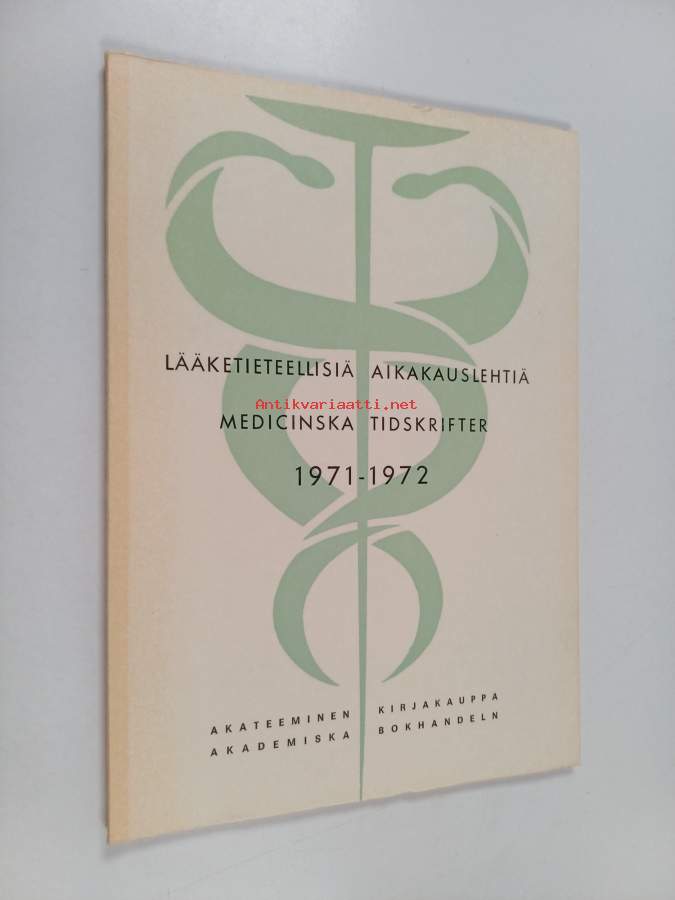 LÄÄKETIETEELLISIÄ AIKAKAUSLEHTIÄ
Antikvariaatti.net
MEDICINSKA TIDSKRIFTER
1971-1972
AKATEEMINEN KIRJAKAUPPA
AKADEMISKA BOKHANDELN